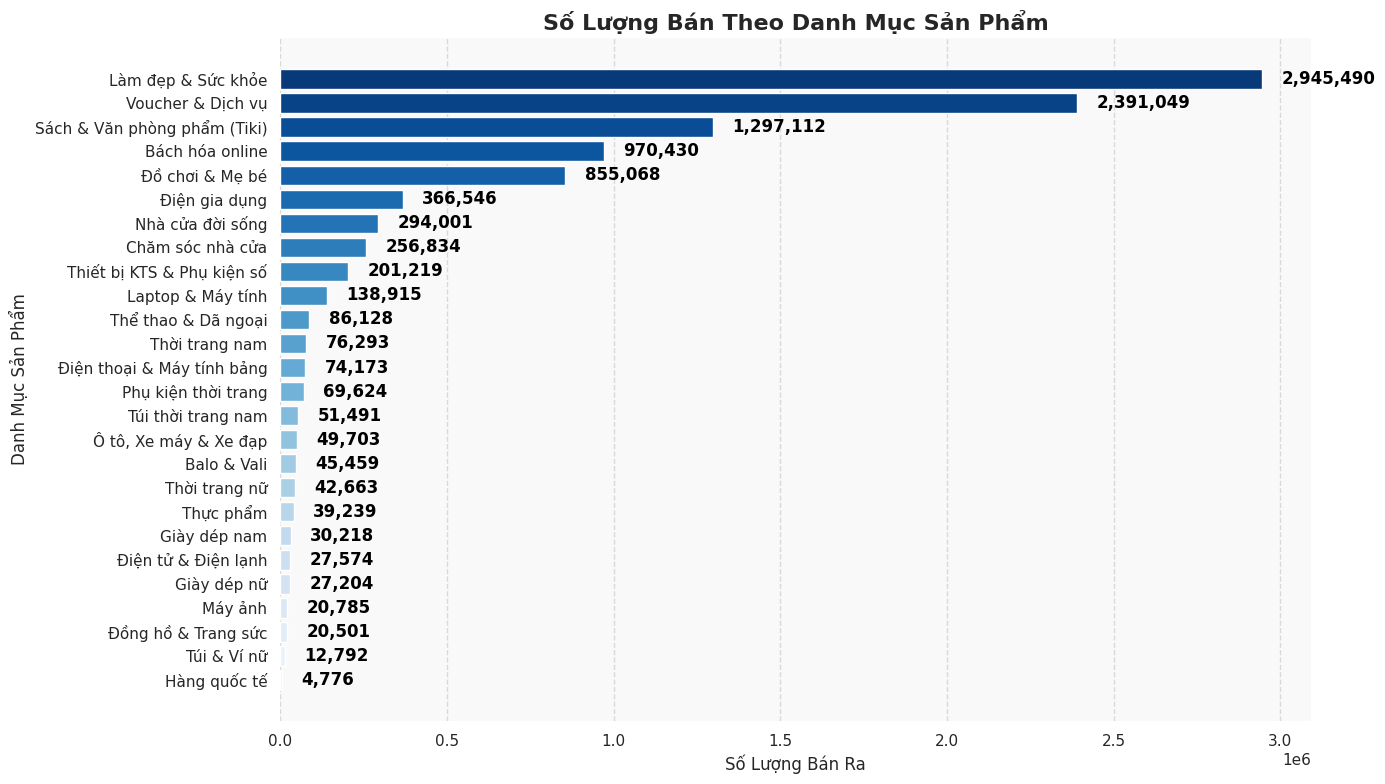 Số Lượng Bán Theo Danh Mục Sản Phẩm
Danh Mục Sản Phẩm
Làm đẹp & Sức khỏe 2,945,490
Voucher & Dịch vụ 2,391,049
Sách & Văn phòng phẩm (Tiki) 1,297,112
Bách hóa online 970,430
Đồ chơi & Mẹ bé 855,068
Điện gia dụng 366,546
Nhà cửa đời sống 294,001
Chăm sóc nhà cửa 256,834
Thiết bị KTS & Phụ kiện số 201,219
Laptop & Máy tính 138,915
Thể thao & Dã ngoại 86,128
Thời trang nam 76,293
Điện thoại & Máy tính bảng 74,173
Phụ kiện thời trang 69,624
Túi thời trang nam 51,491
Ô tô, Xe máy & Xe đạp 49,703
Balo & Vali 45,459
Thời trang nữ 42,663
Thực phẩm 39,239
Giày dép nam 30,218
Điện tử & Điện lạnh 27,574
Giày dép nữ 27,204
Máy ảnh 20,785
Đồng hồ & Trang sức 20,501
Túi & Ví nữ 12,792
Hàng quốc tế 4,776
0.0 0.5 1.0 1.5 2.0 2.5 3.0
1e6
Số Lượng Bán Ra